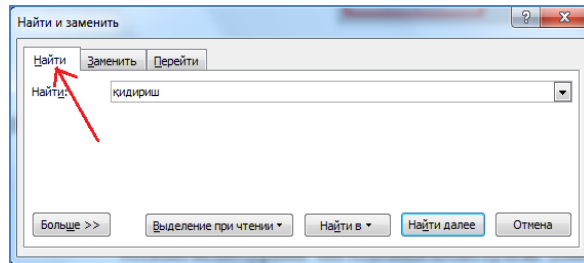 Найти и заменить
Найти Заменить Перейти
Найти: қидириш
Больше >> Выделение при чтении Найти в Найти далее Отмена